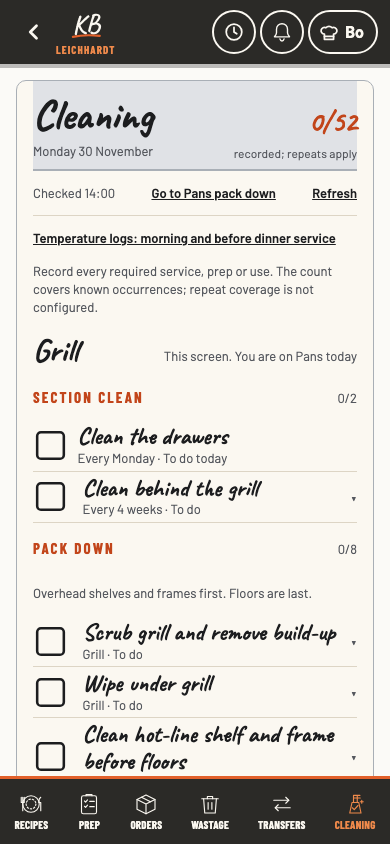 KB
LEICHHARDT
Bo
Cleaning
0/52
Monday 30 November
recorded; repeats apply
Checked 14:00
Go to Pans pack down
Refresh
Temperature logs: morning and before dinner service
Record every required service, prep or use. The count
covers known occurrences; repeat coverage is not
configured.
Grill
This screen. You are on Pans today
SECTION CLEAN
0/2
Clean the drawers
Every Monday · To do today
Clean behind the grill
Every 4 weeks · To do
PACK DOWN
0/8
Overhead shelves and frames first. Floors are last.
Scrub grill and remove build-up
Grill · To do
Wipe under grill
Grill · To do
Clean hot-line shelf and frame
before floors
RECIPES
PREP
ORDERS
WASTAGE
TRANSFERS
CLEANING